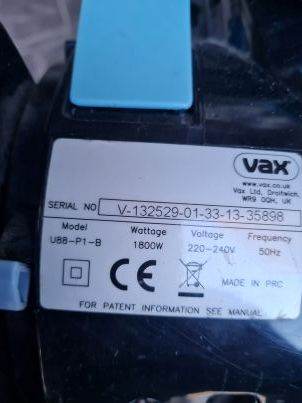 vax
www.vax.co.uk
Vax Ltd, Droitwich,
WR9 0QH, UK
SERIAL NO V-132529-01-33-13-35898
Model Wattage Voltage Frequency
U88-P1-B 1800W 220-240V 50Hz
CE MADE IN PRC
FOR PATENT INFORMATION SEE MANUAL